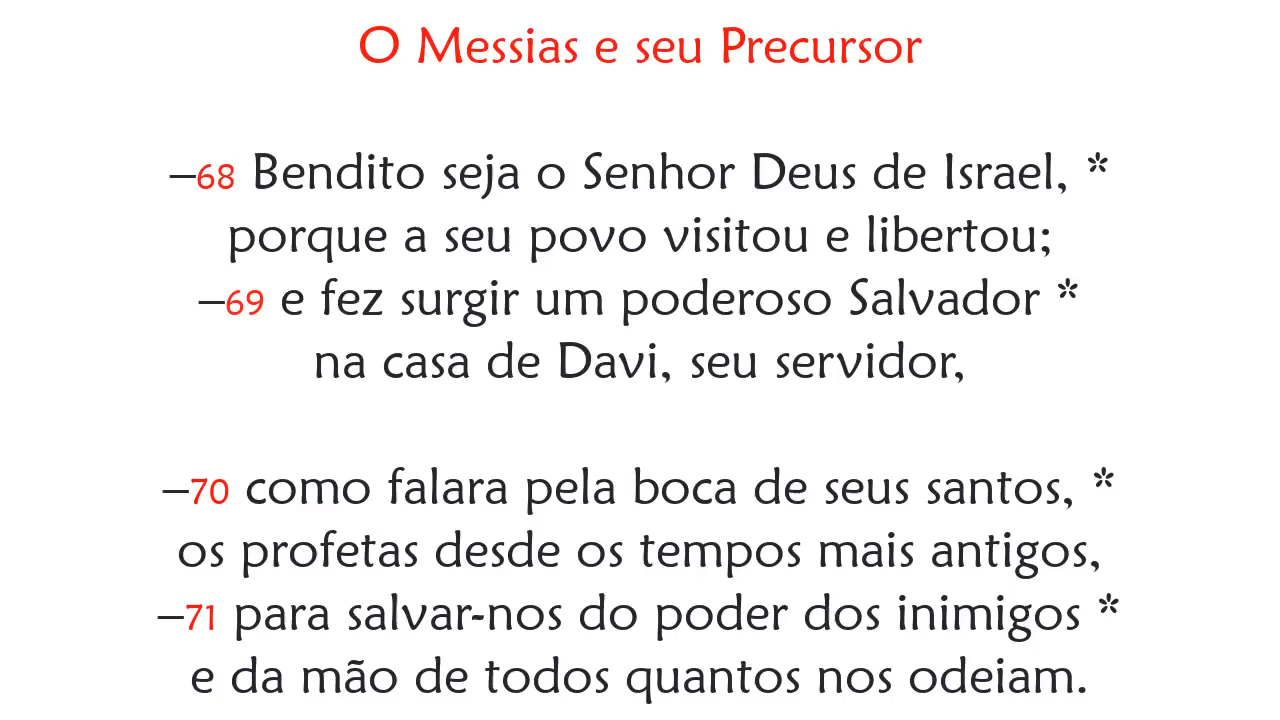 O Messias e seu Precursor
–68 Bendito seja o Senhor Deus de Israel, *
porque a seu povo visitou e libertou;
–69 e fez surgir um poderoso Salvador *
na casa de Davi, seu servidor,
–70 como falara pela boca de seus santos, *
os profetas desde os tempos mais antigos,
–71 para salvar-nos do poder dos inimigos *
e da mão de todos quantos nos odeiam.